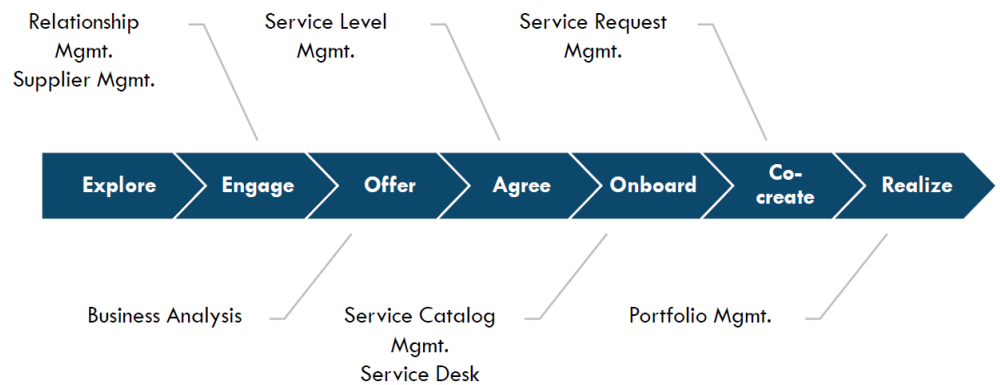 Relationship
Mgmt.
Supplier Mgmt.
Service Level
Mgmt.
Service Request
Mgmt.
Explore
Engage
Offer
Agree
Onboard
Co-
create
Realize
Business Analysis
Service Catalog
Mgmt.
Service Desk
Portfolio Mgmt.